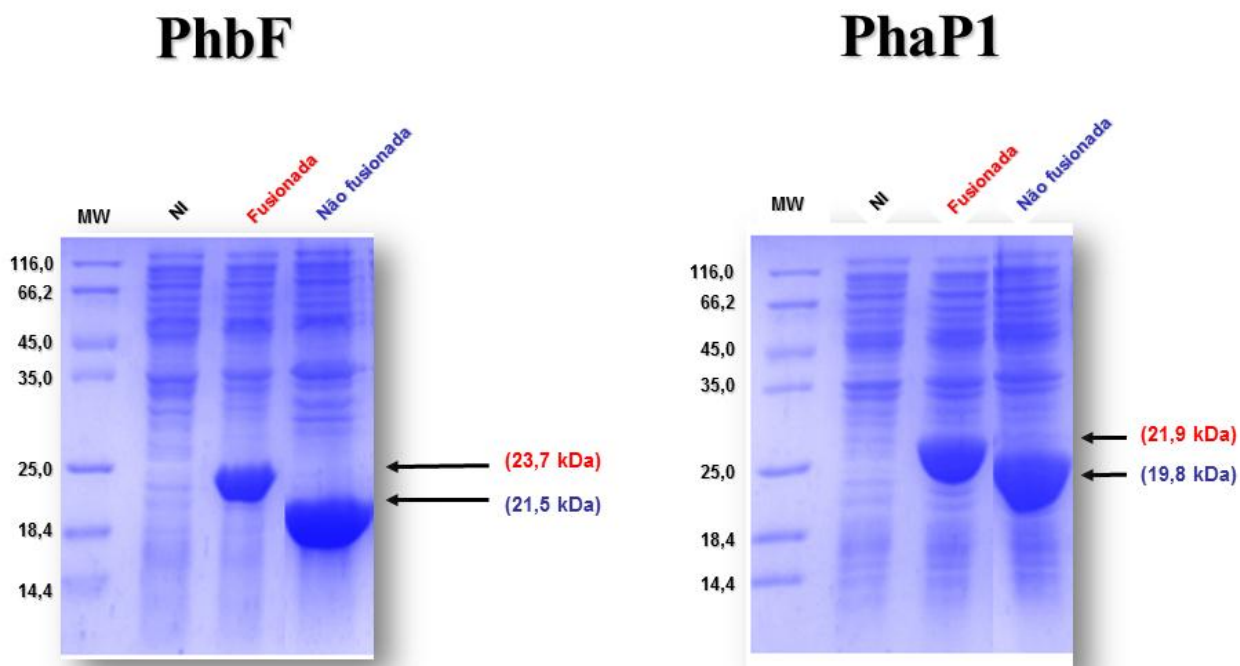 PhbF
MW
NI
Fusionada
Não fusionada
116,0
66,2
45,0
35,0
25,0
18,4
14,4
(23,7 kDa)
(21,5 kDa)
PhaP1
MW
NI
Fusionada
Não fusionada
116,0
66,2
45,0
35,0
25,0
18,4
14,4
(21,9 kDa)
(19,8 kDa)